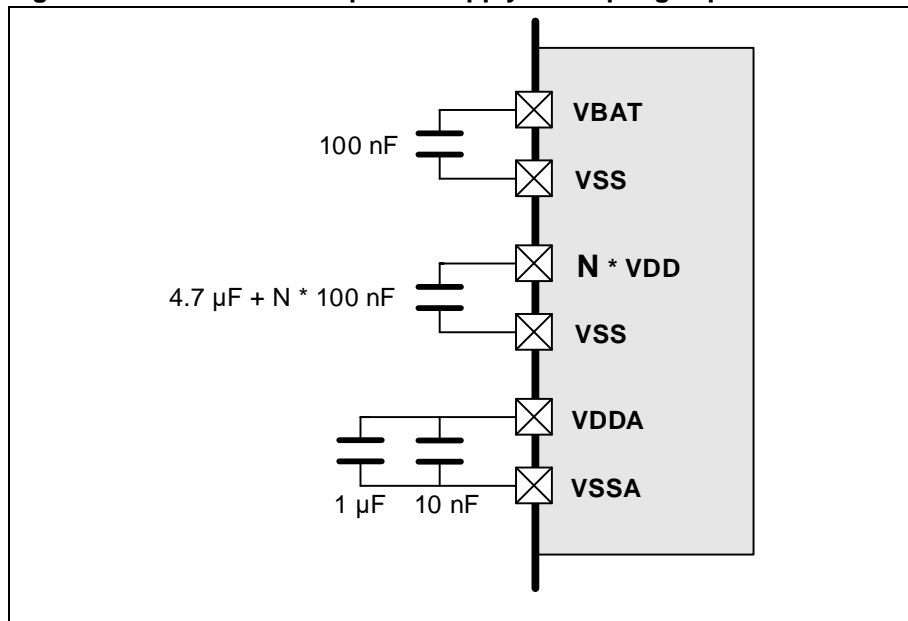 VBAT
100 nF
VSS
N * VDD
4.7 µF + N * 100 nF
VSS
VDDA
VSSA
1 µF 10 nF